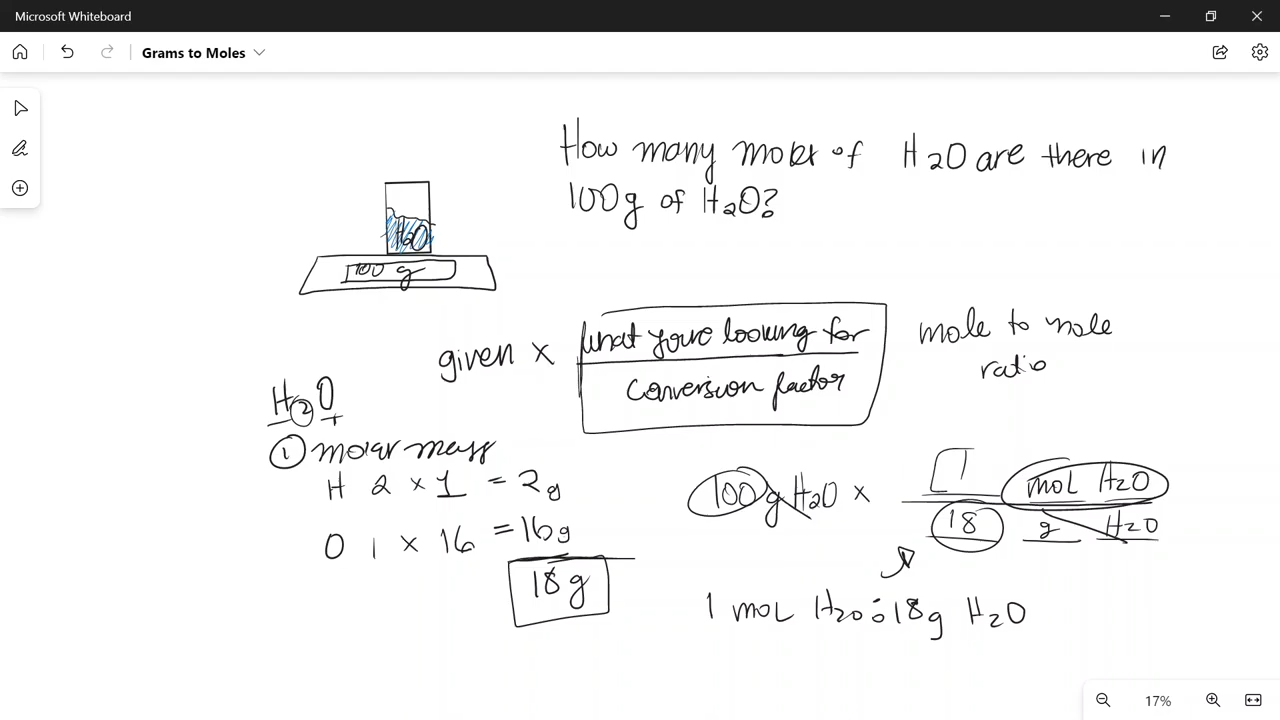 Microsoft Whiteboard
Grams to Moles
How many moles of H2O are there in
100g of H2O?
H2O
100 g
given × what youre looking for
conversion factor
mole to mole
ratio
H2O
① molar mass
H 2 × 1 = 2g
O 1 × 16 = 16g
18g
100g H2O × 1 mol H2O
18 g H2O
1 mol H2O : 18g H2O
17%